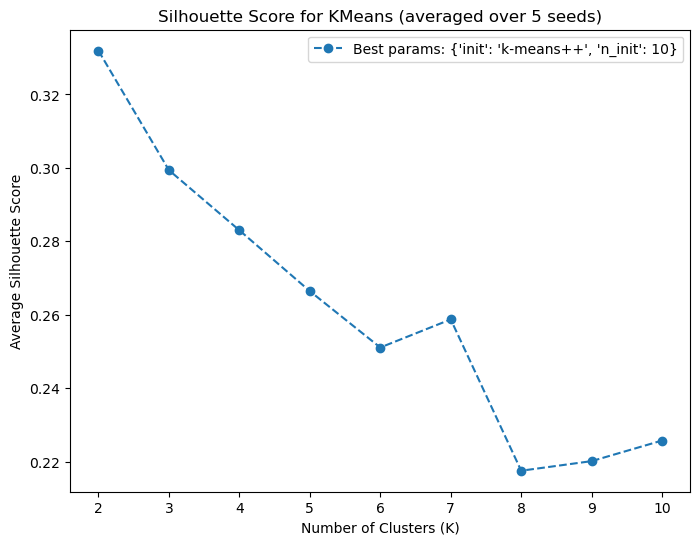 Silhouette Score for KMeans (averaged over 5 seeds)
Best params: {'init': 'k-means++', 'n_init': 10}
Average Silhouette Score
0.32
0.30
0.28
0.26
0.24
0.22
2 3 4 5 6 7 8 9 10
Number of Clusters (K)